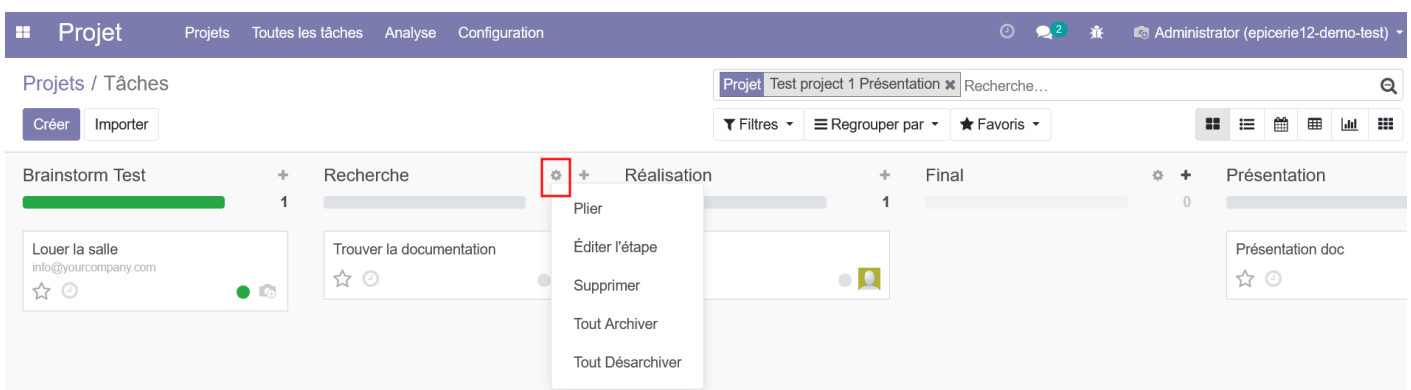 Projet Projets Toutes les tâches Analyse Configuration 2 Administrator (epicerie12-demo-test)
Projets / Tâches
Projet Test project 1 Présentation Recherche...
Créer Importer
Filtres Regrouper par Favoris
Brainstorm Test
1
Louer la salle
info@yourcompany.com
Recherche
Trouver la documentation
Plier
Éditer l'étape
Supprimer
Tout Archiver
Tout Désarchiver
Réalisation
1
Final
0
Présentation
Présentation doc